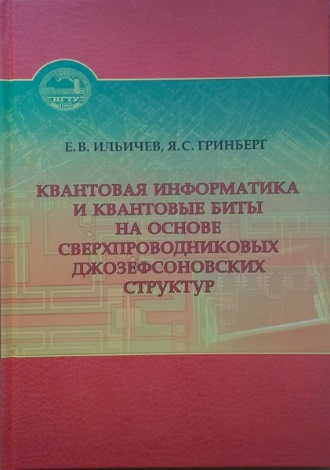 НГТУ
Е. В. ИЛЬИЧЕВ, Я. С. ГРИНБЕРГ
КВАНТОВАЯ ИНФОРМАТИКА
И КВАНТОВЫЕ БИТЫ
НА ОСНОВЕ
СВЕРХПРОВОДНИКОВЫХ
ДЖОЗЕФСОНОВСКИХ
СТРУКТУР